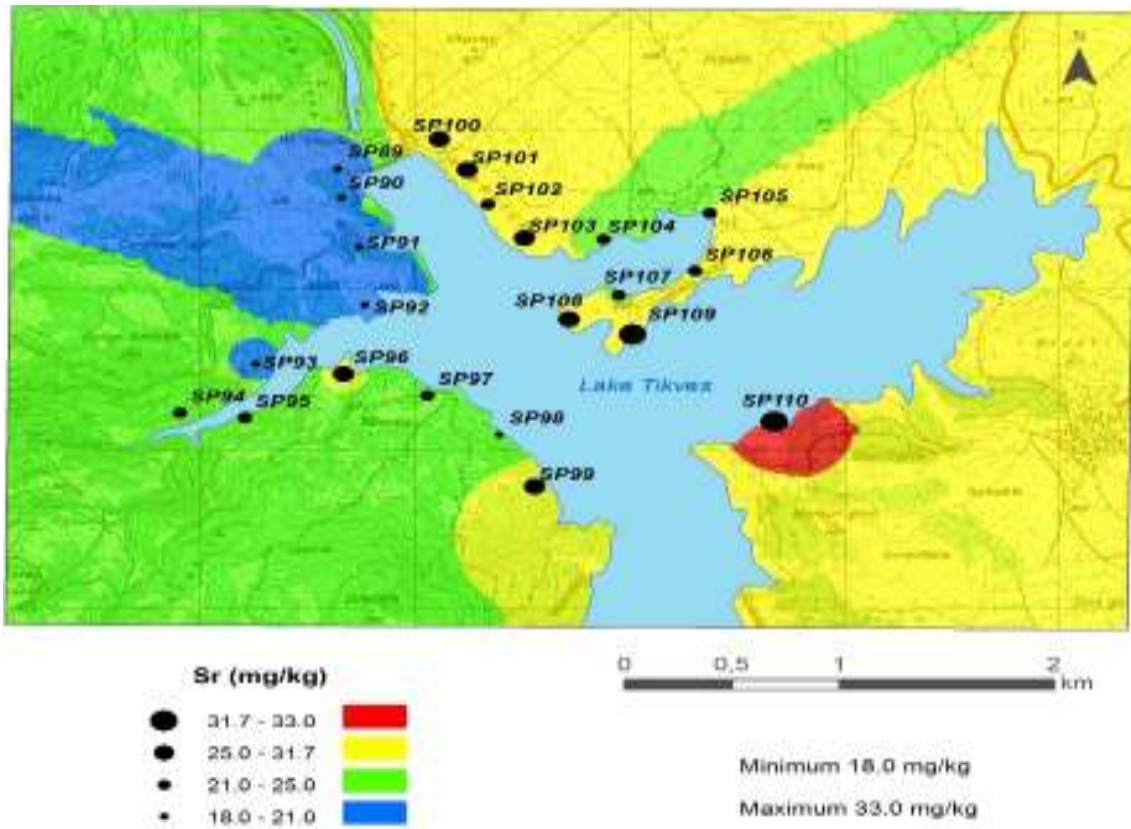 N
SP100
SP89
SP101
SP90
SP102
SP105
SP103
SP104
SP91
SP106
SP107
SP92
SP108
SP109
SP93
SP96
Lake Tikves
SP94
SP95
SP97
SP110
SP98
SP99
0 0,5 1 2
km
Sr (mg/kg)
31.7 - 33.0
25.0 - 31.7
21.0 - 25.0
18.0 - 21.0
Minimum 18.0 mg/kg
Maximum 33.0 mg/kg